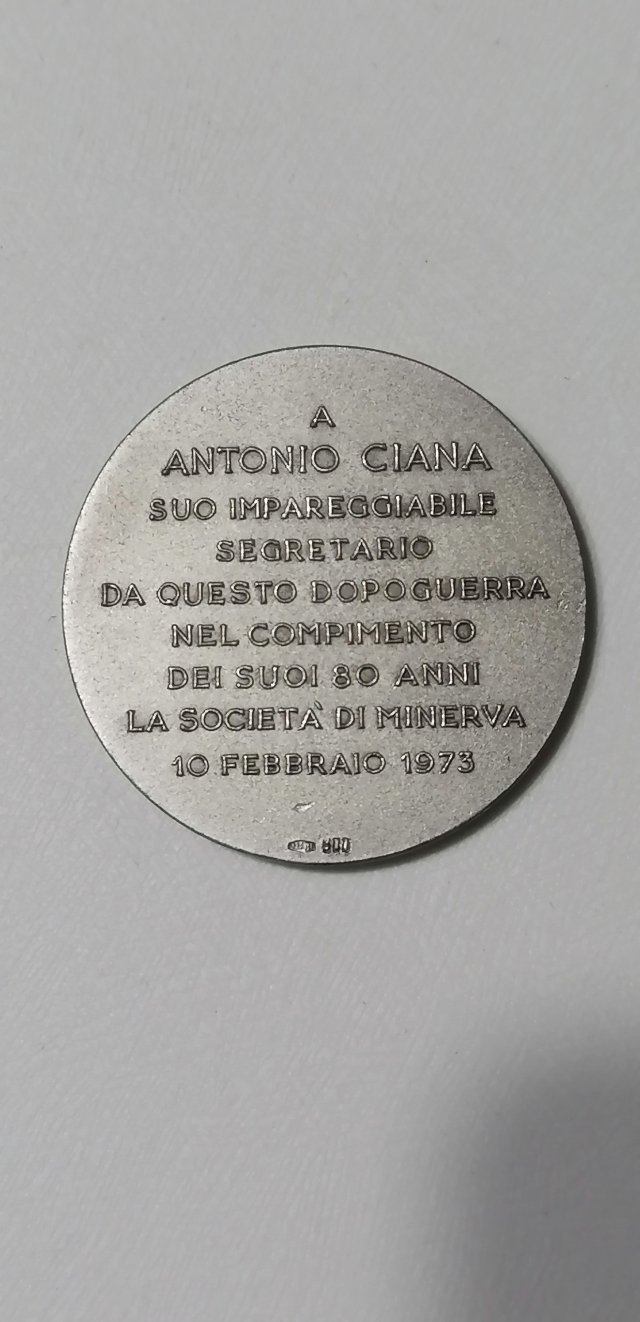 A
ANTONIO CIANA
SUO IMPAREGGIABILE
SEGRETARIO
DA QUESTO DOPOGUERRA
NEL COMPIMENTO
DEI SUOI 80 ANNI
LA SOCIETÀ DI MINERVA
10 FEBBRAIO 1973
800